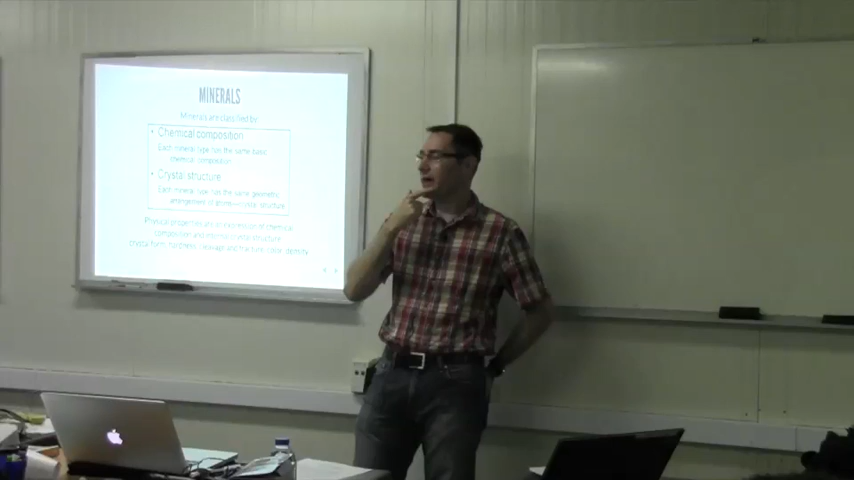 MINERALS
Minerals are classified by:
• Chemical composition
Each mineral type has the same basic
chemical composition
• Crystal structure
Each mineral type has the same geometric
arrangement of atoms—crystal structure
Physical properties are an expression of chemical
composition and internal crystal structure:
crystal form, hardness, cleavage and fracture, color, density